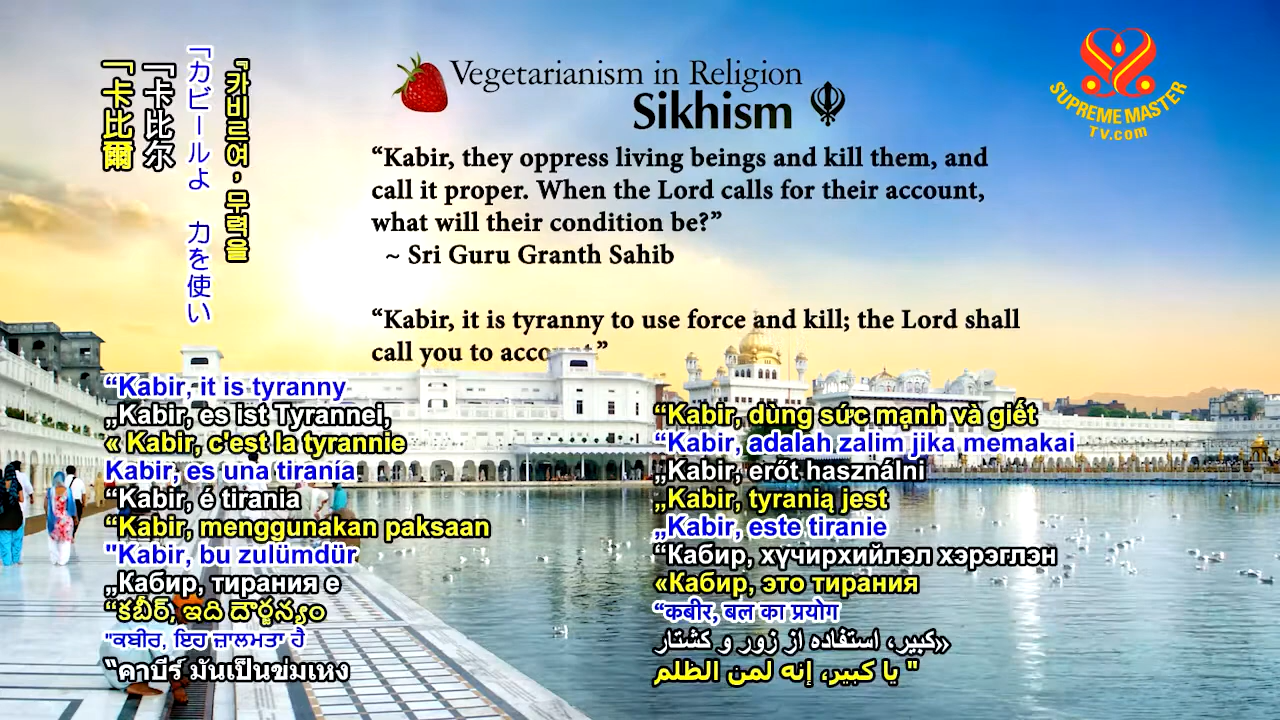 Vegetarianism in Religion
Sikhism
SUPREME MASTER
TV.com
“Kabir, they oppress living beings and kill them, and
call it proper. When the Lord calls for their account,
what will their condition be?”
~ Sri Guru Granth Sahib
“Kabir, it is tyranny to use force and kill; the Lord shall
call you to
「卡比爾
「卡比尔
「カビールよ 力を使い
『카비르여, 무력을
“Kabir, it is tyranny
„Kabir, es ist Tyrannei,
« Kabir, c'est la tyrannie
Kabir, es una tiranía
“Kabir, é tirania
“Kabir, menggunakan paksaan
"Kabir, bu zulümdür
„Кабир, тирания е
“కబీర్, ఇది దౌర్జన్యం
"ਕਬੀਰ, ਇਹ ਜ਼ਾਲਮਤਾ ਹੈ
“คาบีร์ มันเป็นข่มเหง
“Kabir, dùng sức mạnh và giết
“Kabir, adalah zalim jika memakai
„Kabir, erőt használni
„Kabir, tyranią jest
„Kabir, este tiranie
“Кабир, хүчирхийлэл хэрэглэн
«Кабир, это тирания
“कबीर, बल का प्रयोग
«کبیر، استفاده از زور و کشتار
" يا كبير، إنه لمن الظلم